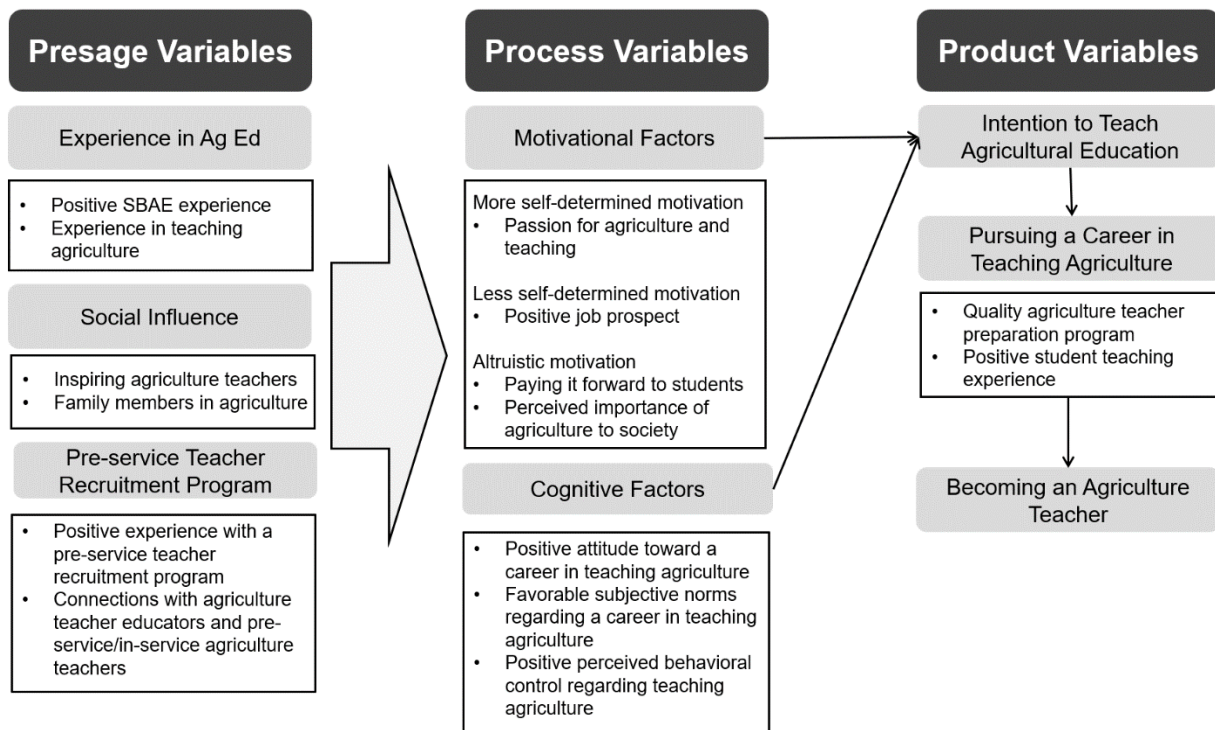 Presage Variables
Experience in Ag Ed
• Positive SBAE experience
• Experience in teaching
agriculture
Social Influence
• Inspiring agriculture teachers
• Family members in agriculture
Pre-service Teacher
Recruitment Program
• Positive experience with a
pre-service teacher
recruitment program
• Connections with agriculture
teacher educators and pre-
service/in-service agriculture
teachers
Process Variables
Motivational Factors
More self-determined motivation
• Passion for agriculture and
teaching
Less self-determined motivation
• Positive job prospect
Altruistic motivation
• Paying it forward to students
• Perceived importance of
agriculture to society
Cognitive Factors
• Positive attitude toward a
career in teaching agriculture
• Favorable subjective norms
regarding a career in teaching
agriculture
• Positive perceived behavioral
control regarding teaching
agriculture
Product Variables
Intention to Teach
Agricultural Education
Pursuing a Career in
Teaching Agriculture
• Quality agriculture teacher
preparation program
• Positive student teaching
experience
Becoming an Agriculture
Teacher